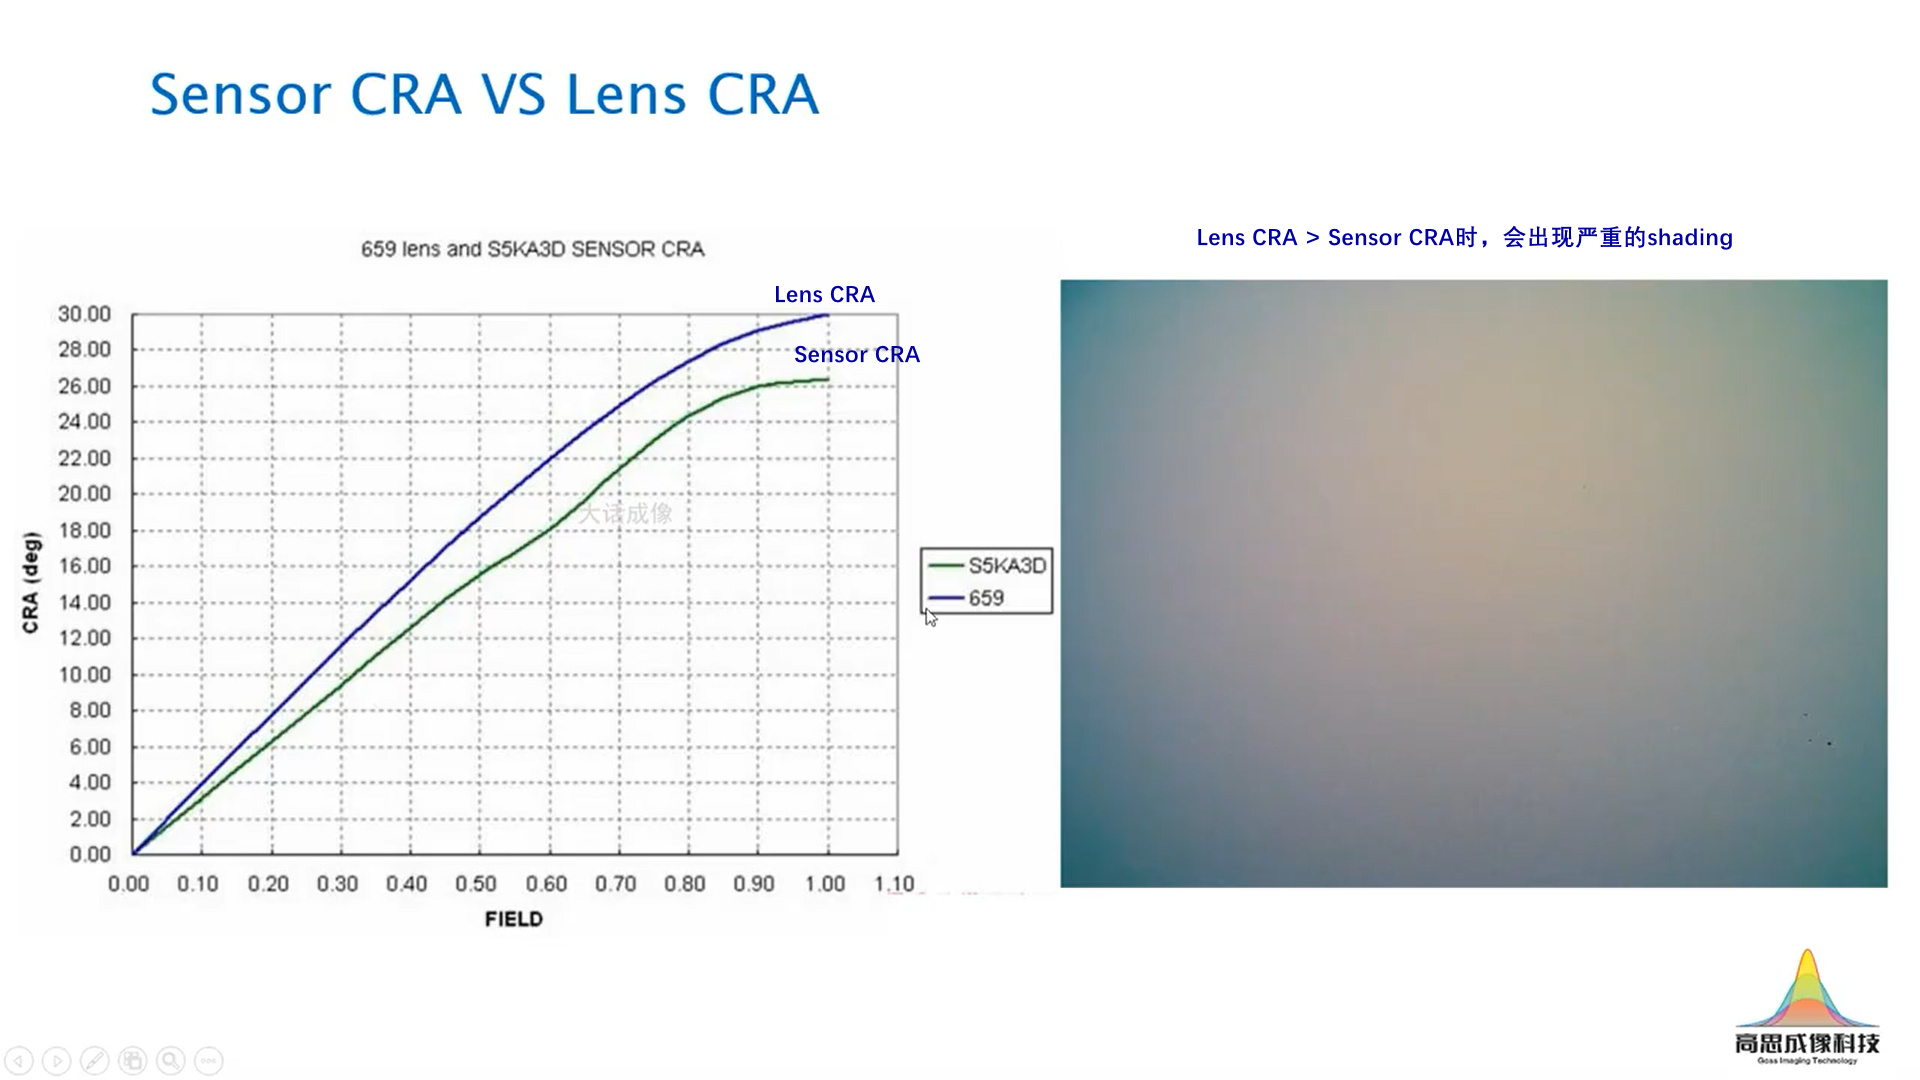 Sensor CRA VS Lens CRA
659 lens and S5KA3D SENSOR CRA
Lens CRA
Sensor CRA
30.00
28.00
26.00
24.00
22.00
20.00
18.00
16.00
14.00
12.00
10.00
8.00
6.00
4.00
2.00
0.00
CRA (deg)
0.00 0.10 0.20 0.30 0.40 0.50 0.60 0.70 0.80 0.90 1.00 1.10
FIELD
大话成像
S5KA3D
659
Lens CRA > Sensor CRA时，会出现严重的shading
高思成像科技
Goss Imaging Technology